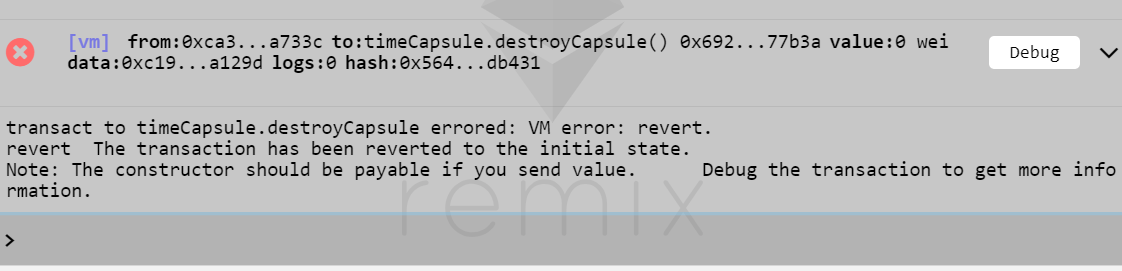 [vm] from:0xca3...a733c to:timeCapsule.destroyCapsule() 0x692...77b3a value:0 wei
data:0xc19...a129d logs:0 hash:0x564...db431
Debug
transact to timeCapsule.destroyCapsule errored: VM error: revert.
revert The transaction has been reverted to the initial state.
Note: The constructor should be payable if you send value. Debug the transaction to get more info
rmation.
remix
>